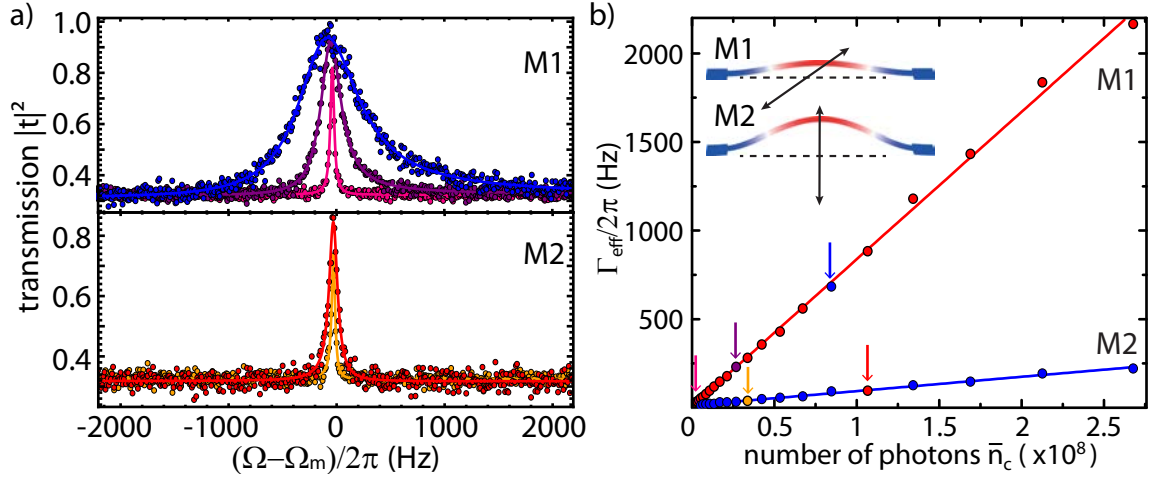 a)
1.0
0.8
0.6
0.4
M1
0.8
0.6
0.4
M2
transmission |t|²
-2000 -1000 0 1000 2000
(Ω−Ωₘ)/2π (Hz)
b)
2000
1500
1000
500
Γeff/2π (Hz)
M1
M2
M1
M2
0 0.5 1.0 1.5 2.0 2.5
number of photons n̄c (x10⁸)